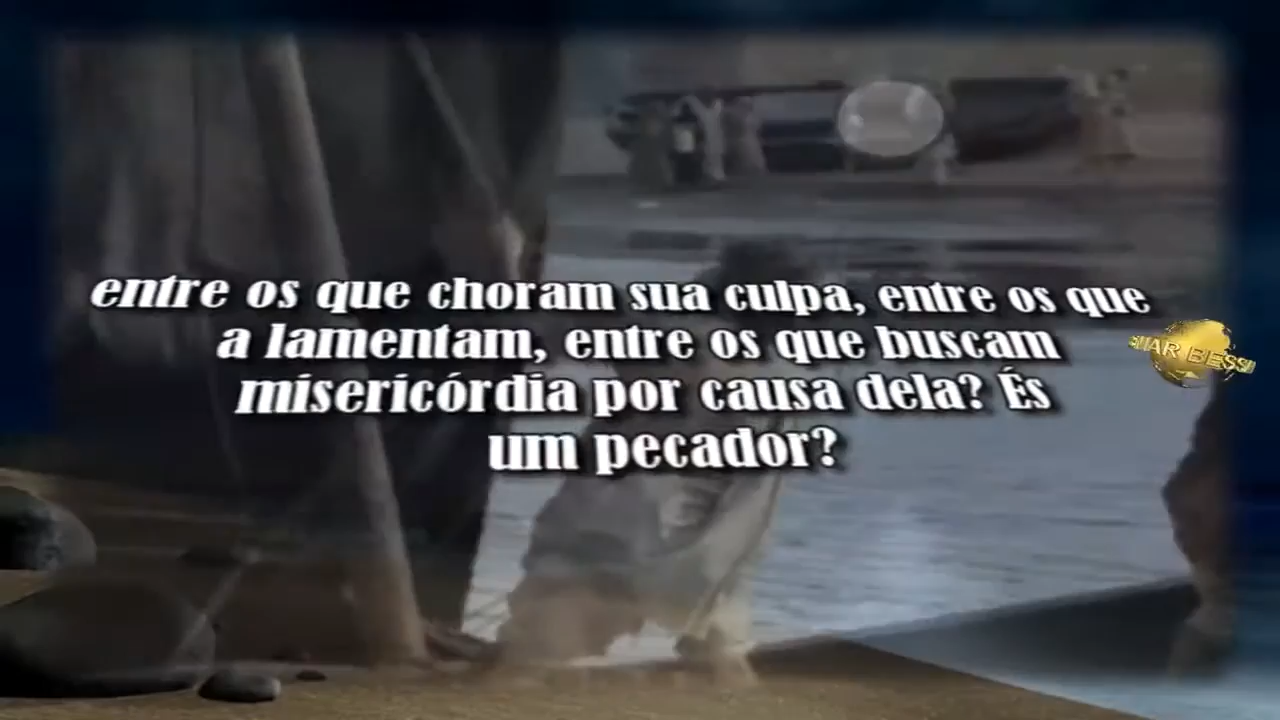 entre os que choram sua culpa, entre os que
a lamentam, entre os que buscam
misericórdia por causa dela? És
um pecador?